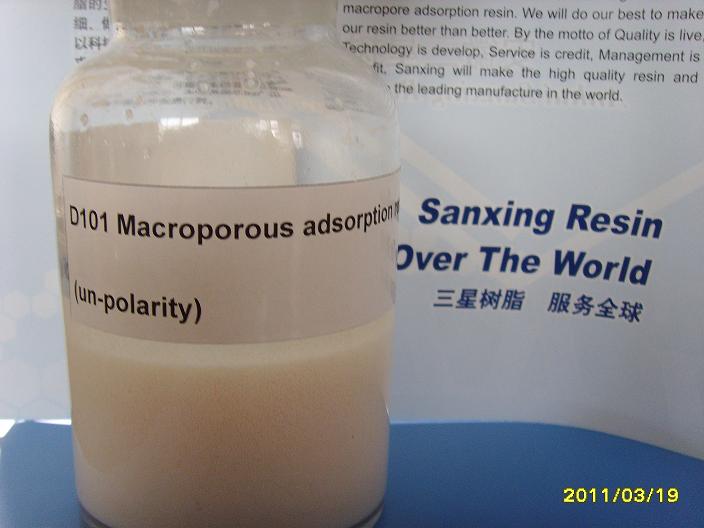 macropore adsorption resin. We will do our best to make
our resin better than better. By the motto of Quality is live,
Technology is develop, Service is credit, Management is
fit, Sanxing will make the high quality resin and
the leading manufacture in the world.
D101 Macroporous adsorption
(un-polarity)
Sanxing Resin
Over The World
三星树脂 服务全球
2011/03/19